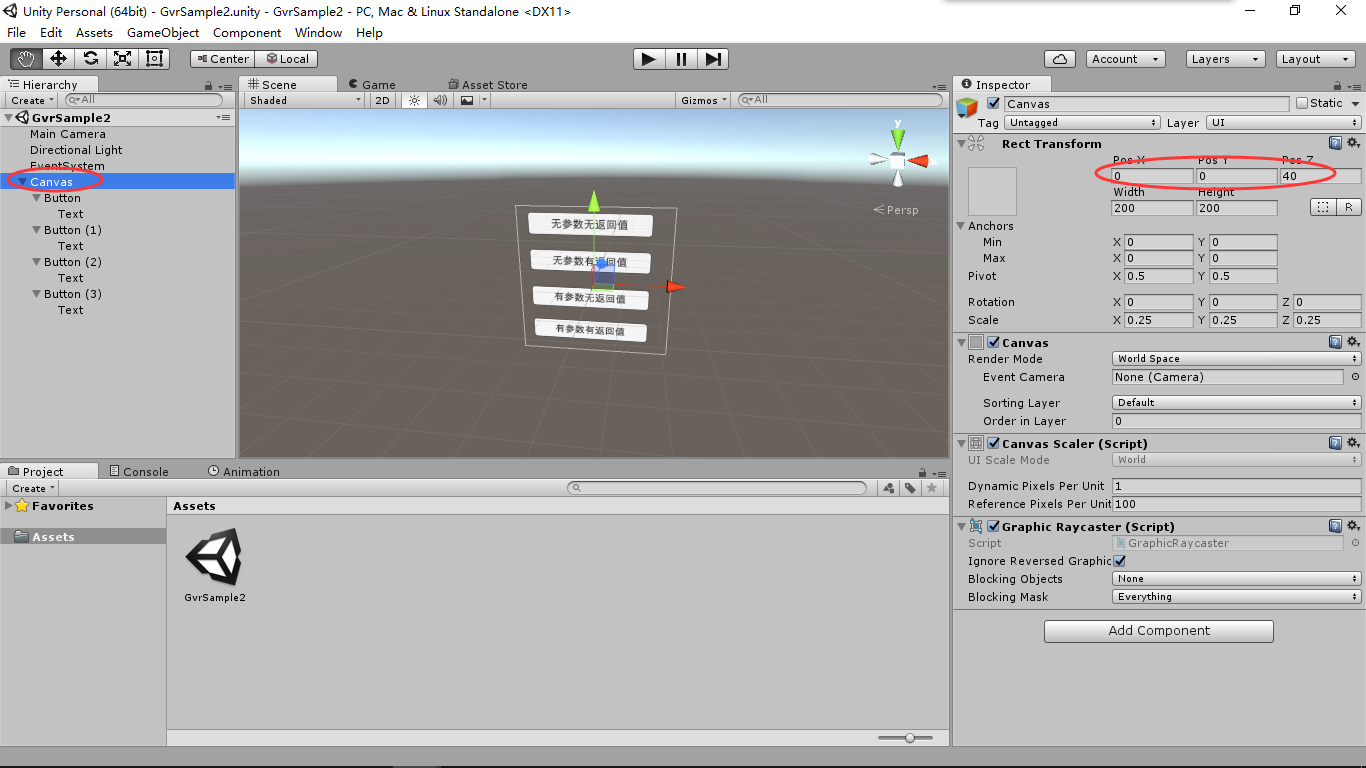 Unity Personal (64bit) - GvrSample2.unity - GvrSample2 - PC, Mac & Linux Standalone <DX11>
File Edit Assets GameObject Component Window Help
Center Local Account Layers Layout
Hierarchy
Create All
GvrSample2
Main Camera
Directional Light
EventSystem
Canvas
Button
Text
Button (1)
Text
Button (2)
Text
Button (3)
Text
Scene Game Asset Store
Shaded 2D Gizmos All
y
Persp
无参数无返回值
无参数有返回值
有参数无返回值
有参数有返回值
Project Console Animation
Create
Favorites
Assets
Assets
GvrSample2
Inspector
Canvas Static
Tag Untagged Layer UI
Rect Transform
Pos X Pos Y Pos Z
0 0 40
Width Height
200 200 R
Anchors
Min X 0 Y 0
Max X 0 Y 0
Pivot X 0.5 Y 0.5
Rotation X 0 Y 0 Z 0
Scale X 0.25 Y 0.25 Z 0.25
Canvas
Render Mode World Space
Event Camera None (Camera)
Sorting Layer Default
Order in Layer 0
Canvas Scaler (Script)
UI Scale Mode World
Dynamic Pixels Per Unit 1
Reference Pixels Per Unit 100
Graphic Raycaster (Script)
Script GraphicRaycaster
Ignore Reversed Graphic
Blocking Objects None
Blocking Mask Everything
Add Component